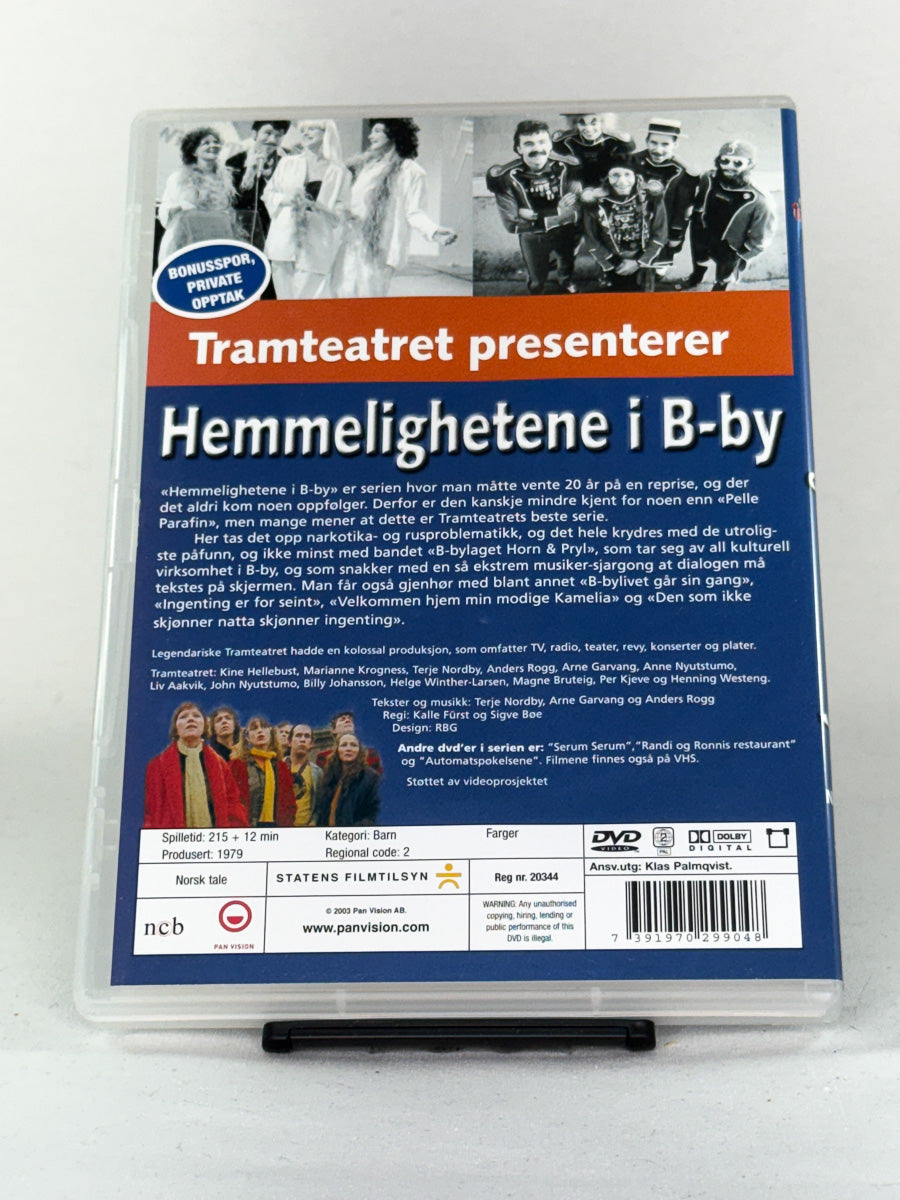 BONUSSPOR,
PRIVATE
OPPTAK
Tramteatret presenterer
Hemmelighetene i B-by
«Hemmelighetene i B-by» er serien hvor man måtte vente 20 år på en reprise, og der
det aldri kom noen oppfølger. Derfor er den kanskje mindre kjent for noen enn «Pelle
Parafin», men mange mener at dette er Tramteatrets beste serie.
Her tas det opp narkotika- og rusproblematikk, og det hele krydres med de utrolig-
ste påfunn, og ikke minst med bandet «B-bylaget Horn & Pryl», som tar seg av all kulturell
virksomhet i B-by, og som snakker med en så ekstrem musiker-sjargong at dialogen må
tekstes på skjermen. Man får også gjenhør med blant annet «B-bylivet går sin gang»,
«Ingenting er for seint», «Velkommen hjem min modige Kamelia» og «Den som ikke
skjønner natta skjønner ingenting».
Legendariske Tramteatret hadde en kolossal produksjon, som omfatter TV, radio, teater, revy, konserter og plater.
Tramteatret: Kine Hellebust, Marianne Krogness, Terje Nordby, Anders Rogg, Arne Garvang, Anne Nyutstumo,
Liv Aakvik, John Nyutstumo, Billy Johansson, Helge Winther-Larsen, Magne Bruteig, Per Kjeve og Henning Westeng.
Tekster og musikk: Terje Nordby, Arne Garvang og Anders Rogg
Regi: Kalle Fürst og Sigve Bøe
Design: RBG
Andre dvd'er i serien er: "Serum Serum","Randi og Ronnis restaurant"
og "Automatspøkelsene". Filmene finnes også på VHS.
Støttet av videoprosjektet
Spilletid: 215 + 12 min
Kategori: Barn
Farger
Produsert: 1979
Regional code: 2
DVD
VIDEO
2
PAL
DOLBY
DIGITAL
Ansv.utg: Klas Palmqvist.
Norsk tale
STATENS FILMTILSYN
Reg nr. 20344
ncb
PAN VISION
© 2003 Pan Vision AB.
www.panvision.com
WARNING: Any unauthorised
copying, hiring, lending or
public performance of this
DVD is illegal.
7 391970 299048